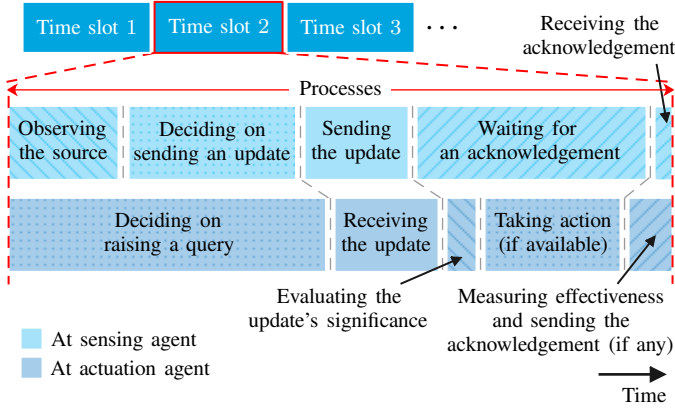 Time slot 1 Time slot 2 Time slot 3 ...
Receiving the
acknowledgement
Processes
Observing
the source
Deciding on
sending an update
Sending
the update
Waiting for
an acknowledgement
Deciding on
raising a query
Receiving
the update
Taking action
(if available)
Evaluating the
update's significance
Measuring effectiveness
and sending the
acknowledgement (if any)
At sensing agent
At actuation agent
Time